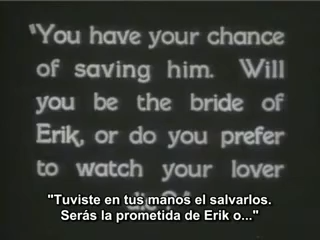 "You have your chance
of saving him. Will
you be the bride of
Erik, or do you prefer
to watch your lover
die?"
"Tuviste en tus manos el salvarlos.
Serás la prometida de Erik o..."